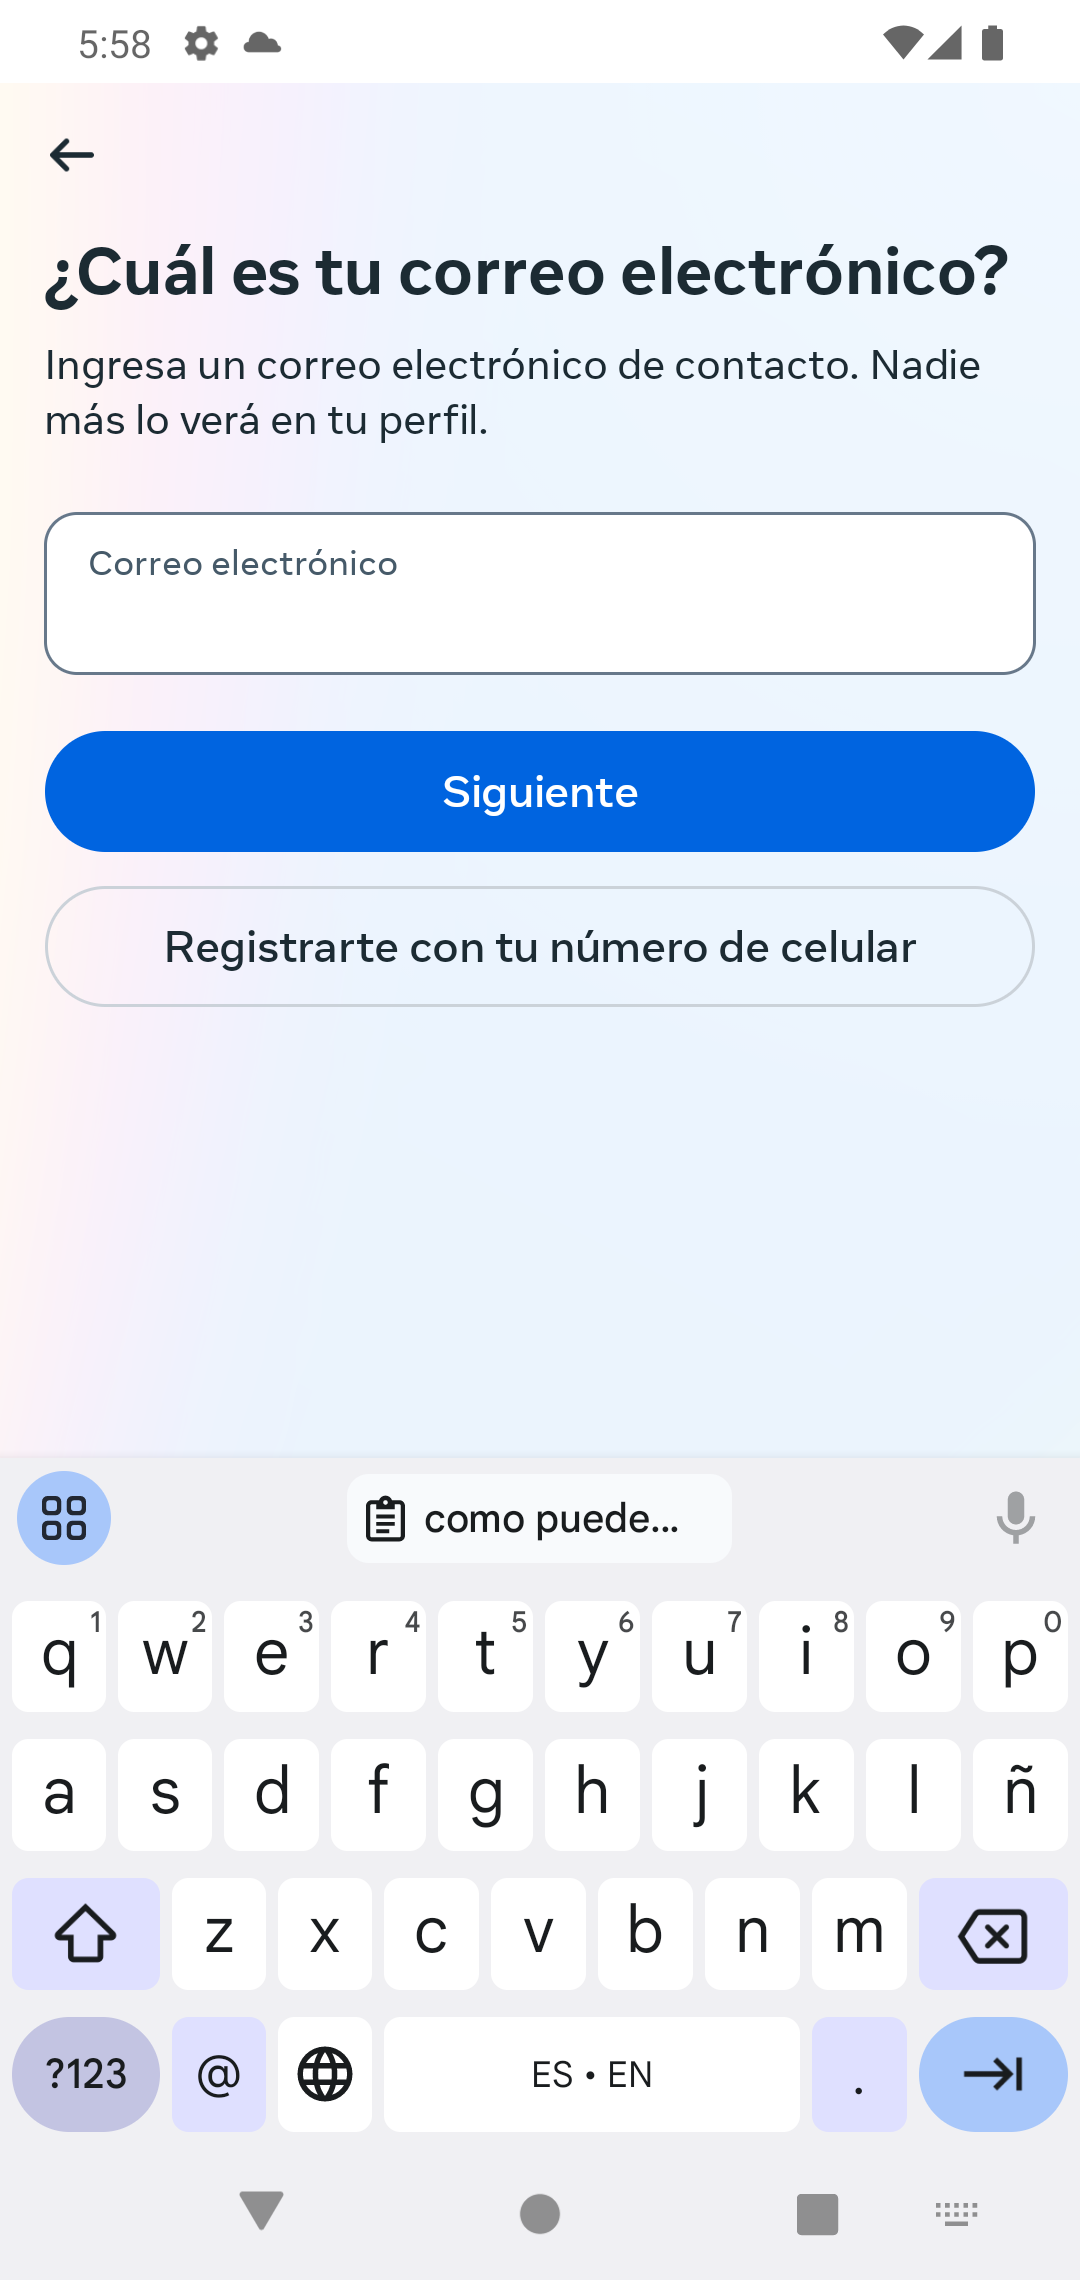 5:58
¿Cuál es tu correo electrónico?
Ingresa un correo electrónico de contacto. Nadie
más lo verá en tu perfil.
Correo electrónico
Siguiente
Registrarte con tu número de celular
como puede...
q 1 w 2 e 3 r 4 t 5 y 6 u 7 i 8 o 9 p 0
a s d f g h j k l ñ
z x c v b n m
?123 @ ES • EN .